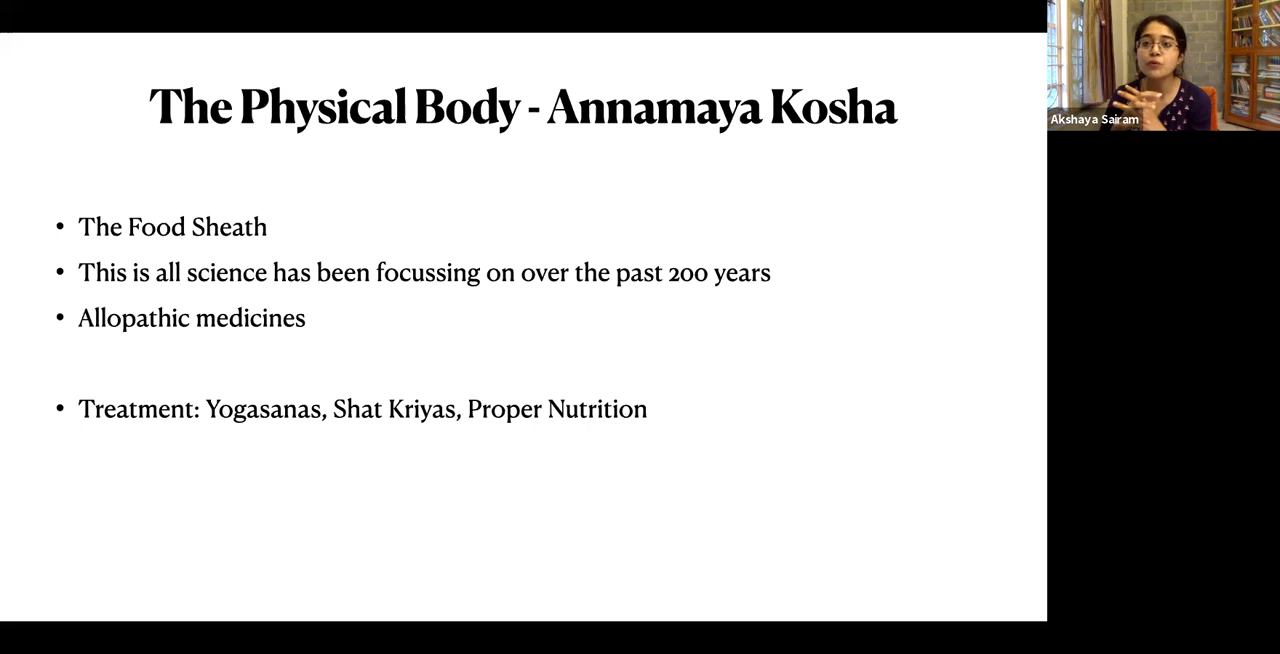 The Physical Body - Annamaya Kosha
Akshaya Sairam
• The Food Sheath
• This is all science has been focussing on over the past 200 years
• Allopathic medicines
• Treatment: Yogasanas, Shat Kriyas, Proper Nutrition